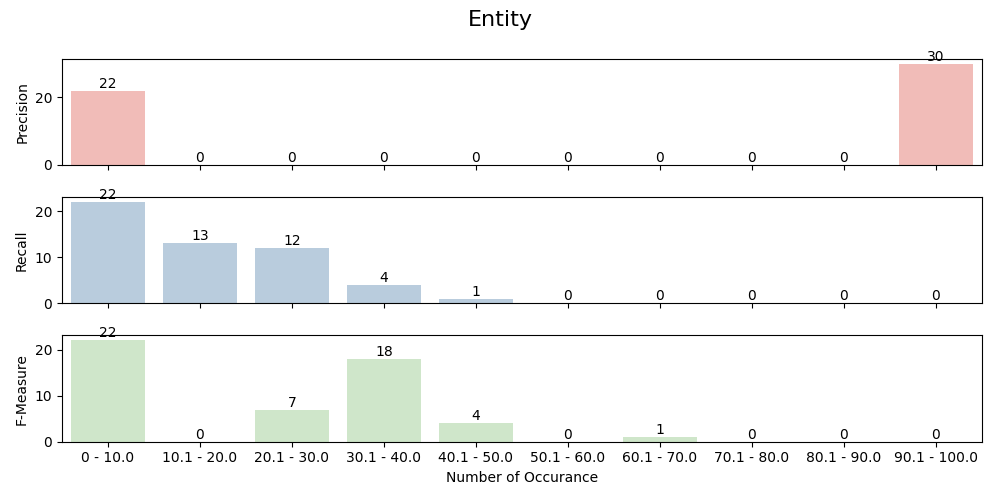 Entity
Precision
20
0
22
0
0
0
0
0
0
0
0
30
Recall
20
10
0
22
13
12
4
1
0
0
0
0
0
F-Measure
20
10
0
22
0
7
18
4
0
1
0
0
0
0 - 10.0
10.1 - 20.0
20.1 - 30.0
30.1 - 40.0
40.1 - 50.0
50.1 - 60.0
60.1 - 70.0
70.1 - 80.0
80.1 - 90.0
90.1 - 100.0
Number of Occurance